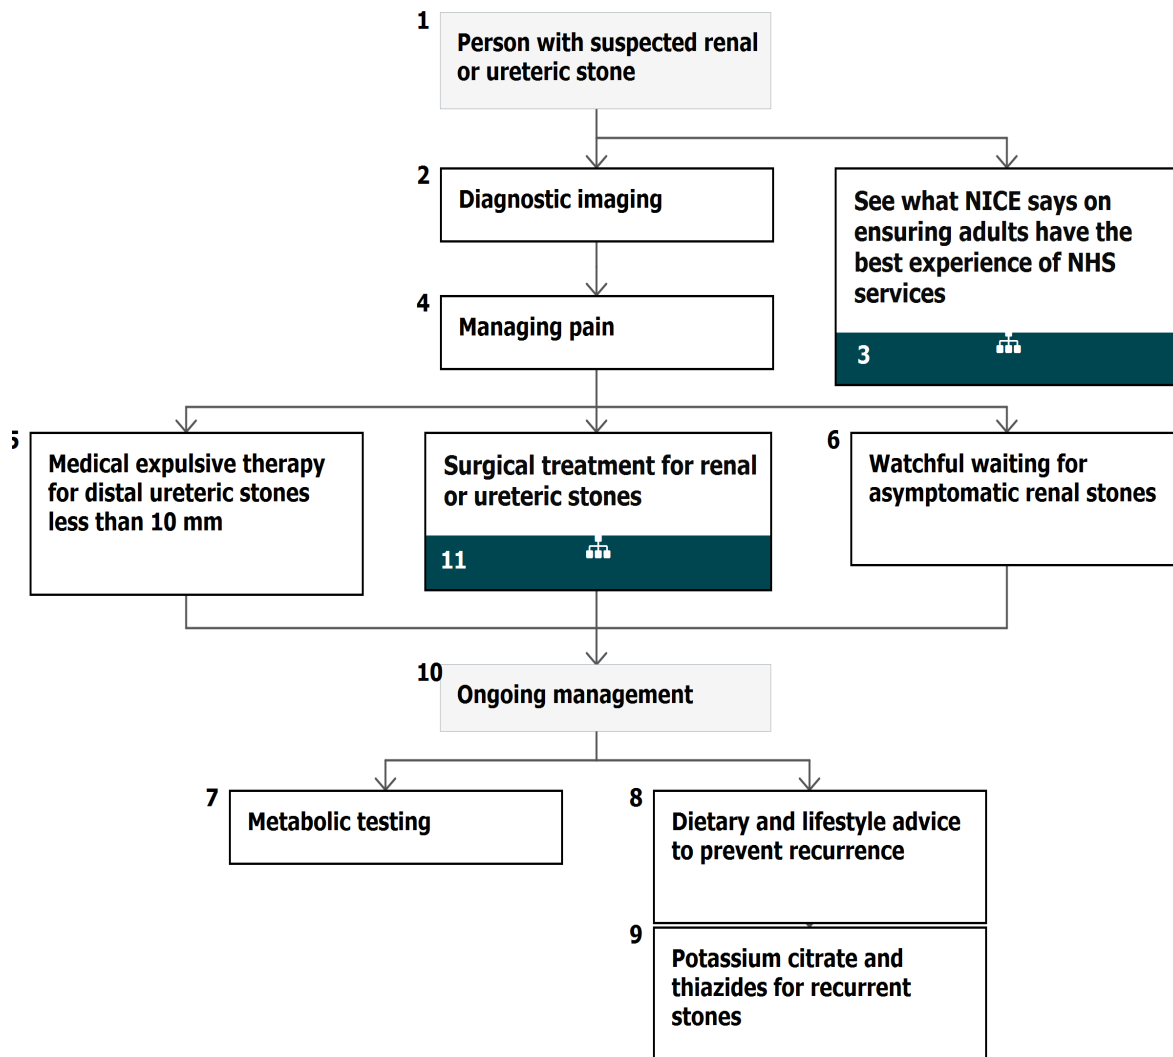 1
Person with suspected renal
or ureteric stone
2
Diagnostic imaging
See what NICE says on
ensuring adults have the
best experience of NHS
services
3
4
Managing pain
5
Medical expulsive therapy
for distal ureteric stones
less than 10 mm
Surgical treatment for renal
or ureteric stones
11
6
Watchful waiting for
asymptomatic renal stones
10
Ongoing management
7
Metabolic testing
8
Dietary and lifestyle advice
to prevent recurrence
9
Potassium citrate and
thiazides for recurrent
stones